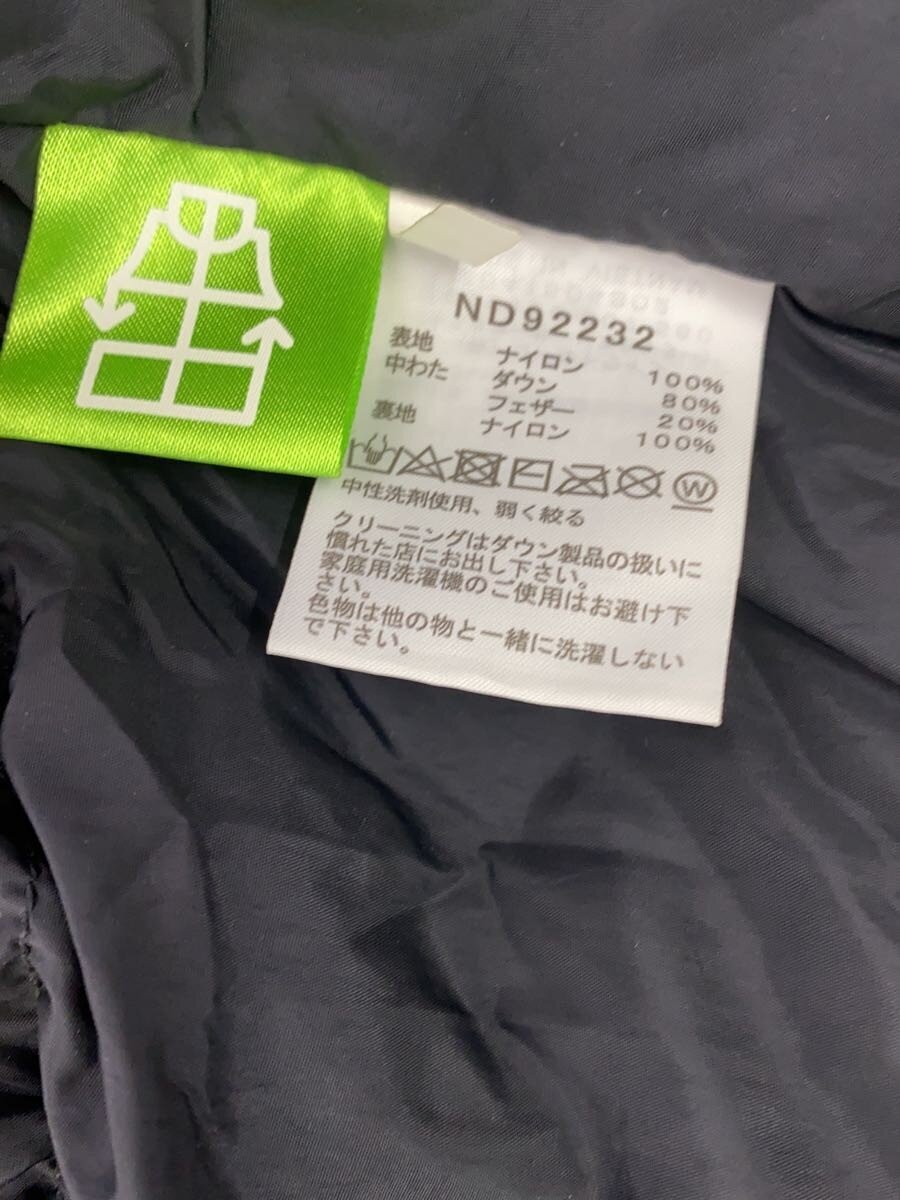 ND92232
表地 ナイロン 100%
中わた ダウン 80%
フェザー 20%
裏地 ナイロン 100%
W
中性洗剤使用、弱く絞る
クリーニングはダウン製品の扱いに
慣れた店にお出し下さい。
家庭用洗濯機のご使用はお避け下
さい。
色物は他の物と一緒に洗濯しない
で下さい。